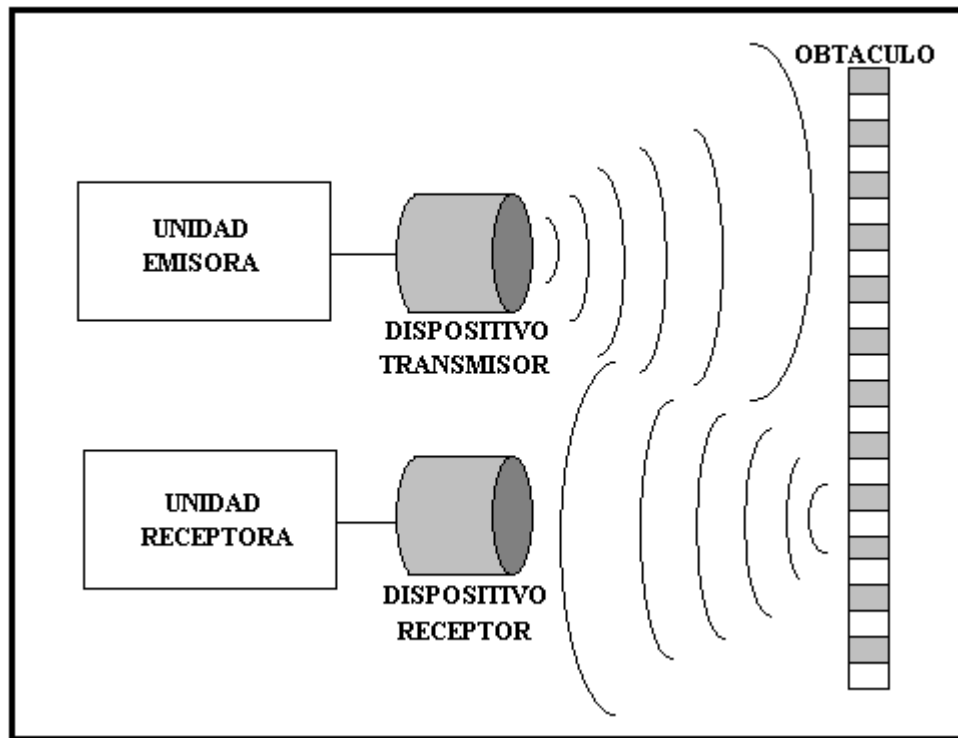 OBTACULO
UNIDAD
EMISORA
DISPOSITIVO
TRANSMISOR
UNIDAD
RECEPTORA
DISPOSITIVO
RECEPTOR